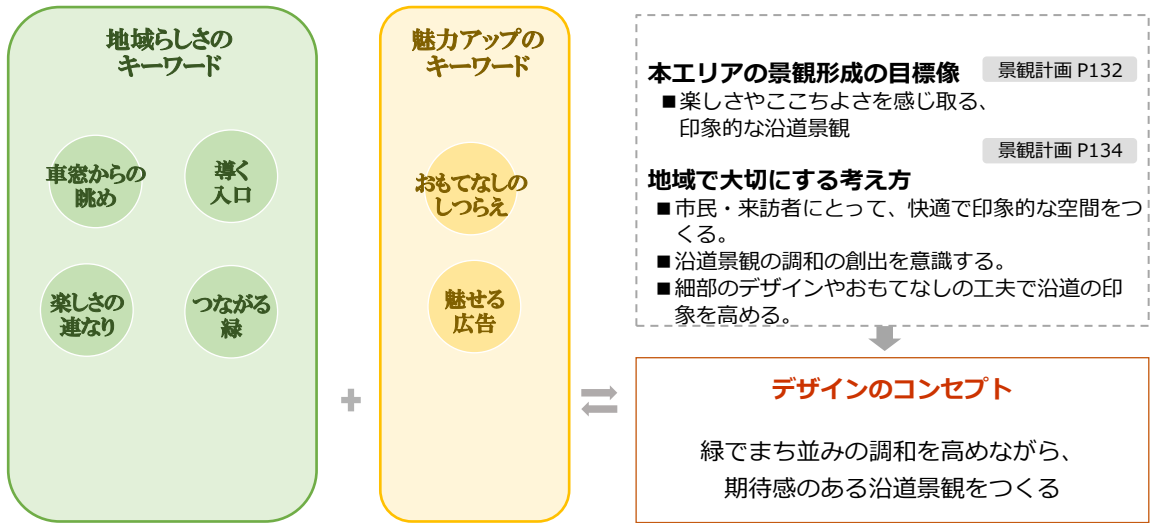 地域らしさの
キーワード
車窓からの
眺め
導く
入口
楽しさの
連なり
つながる
緑
+
魅力アップの
キーワード
おもてなしの
しつらえ
魅せる
広告
本エリアの景観形成の目標像
景観計画 P132
■楽しさやここちよさを感じ取る、
印象的な沿道景観
景観計画 P134
地域で大切にする考え方
■市民・来訪者にとって、快適で印象的な空間をつ
くる。
■沿道景観の調和の創出を意識する。
■細部のデザインやおもてなしの工夫で沿道の印
象を高める。
デザインのコンセプト
緑でまち並みの調和を高めながら、
期待感のある沿道景観をつくる